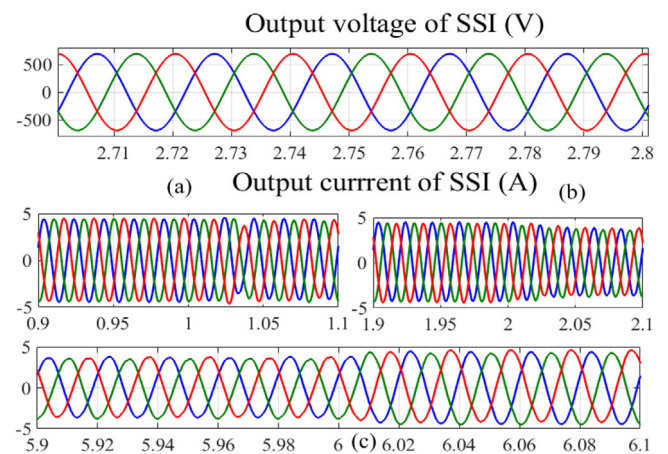 Output voltage of SSI (V)
500
0
-500
2.71 2.72 2.73 2.74 2.75 2.76 2.77 2.78 2.79 2.8
(a) Output currrent of SSI (A) (b)
5
0
-5
0.9 0.95 1 1.05 1.1
5
0
-5
1.9 1.95 2 2.05 2.1
5
0
-5
5.9 5.92 5.94 5.96 5.98 6 (c) 6.02 6.04 6.06 6.08 6.1